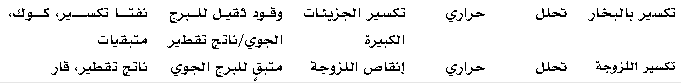 تكسير بالبخار تحلل حراري تكسير الجزيئات وقود ثقيل للبرج نفتا تكسير، كوك،
الكبيرة الجوي/ناتج تقطير متبقيات
تكسير اللزوجة تحلل حراري إنقاص اللزوجة متبقٍ للبرج الجوي ناتج تقطير، قار